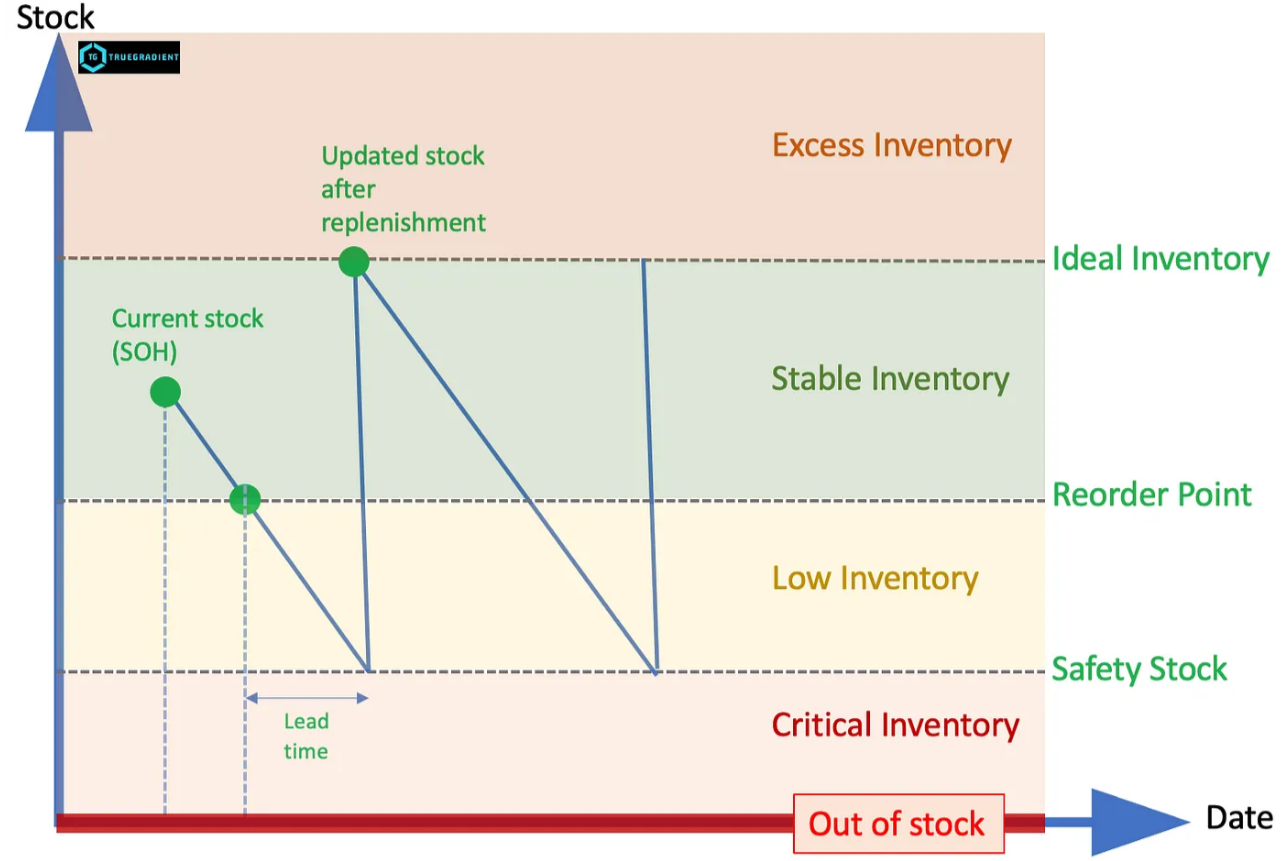 Stock
TG TRUEGRADIENT
Excess Inventory
Updated stock
after
replenishment
Ideal Inventory
Current stock
(SOH)
Stable Inventory
Reorder Point
Low Inventory
Safety Stock
Lead
time
Critical Inventory
Out of stock
Date